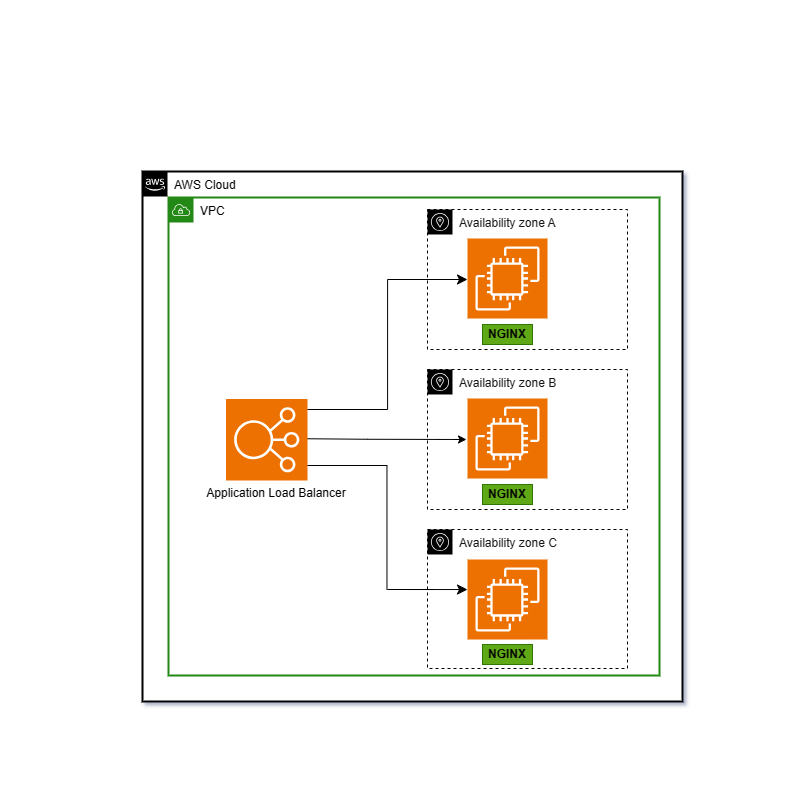 aws
AWS Cloud
VPC
Availability zone A
NGINX
Availability zone B
NGINX
Application Load Balancer
Availability zone C
NGINX